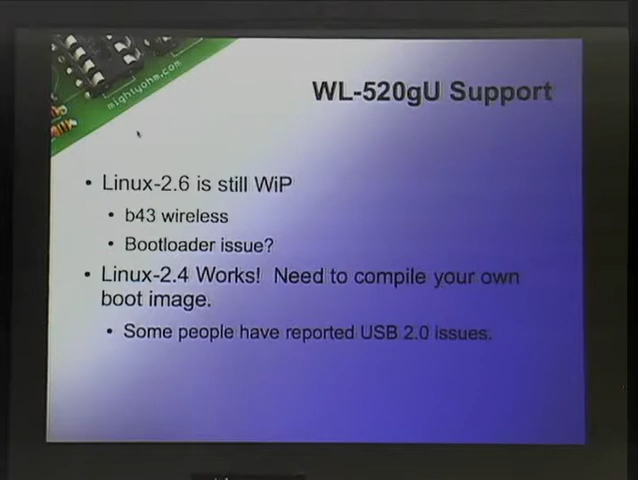 mightyohm.com
WL-520gU Support
• Linux-2.6 is still WiP
• b43 wireless
• Bootloader issue?
• Linux-2.4 Works! Need to compile your own
boot image.
• Some people have reported USB 2.0 issues.